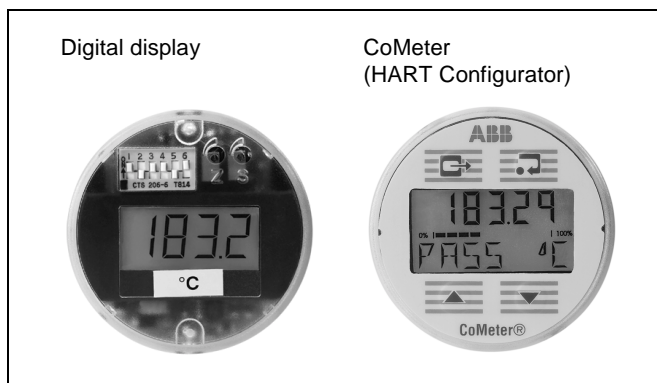 Digital display
CoMeter
(HART Configurator)
1 2 3 4 5 6
CTS 206-6 T814
Z S
183.2
°C
ABB
183.29
0% 100%
PASS °C
CoMeter®